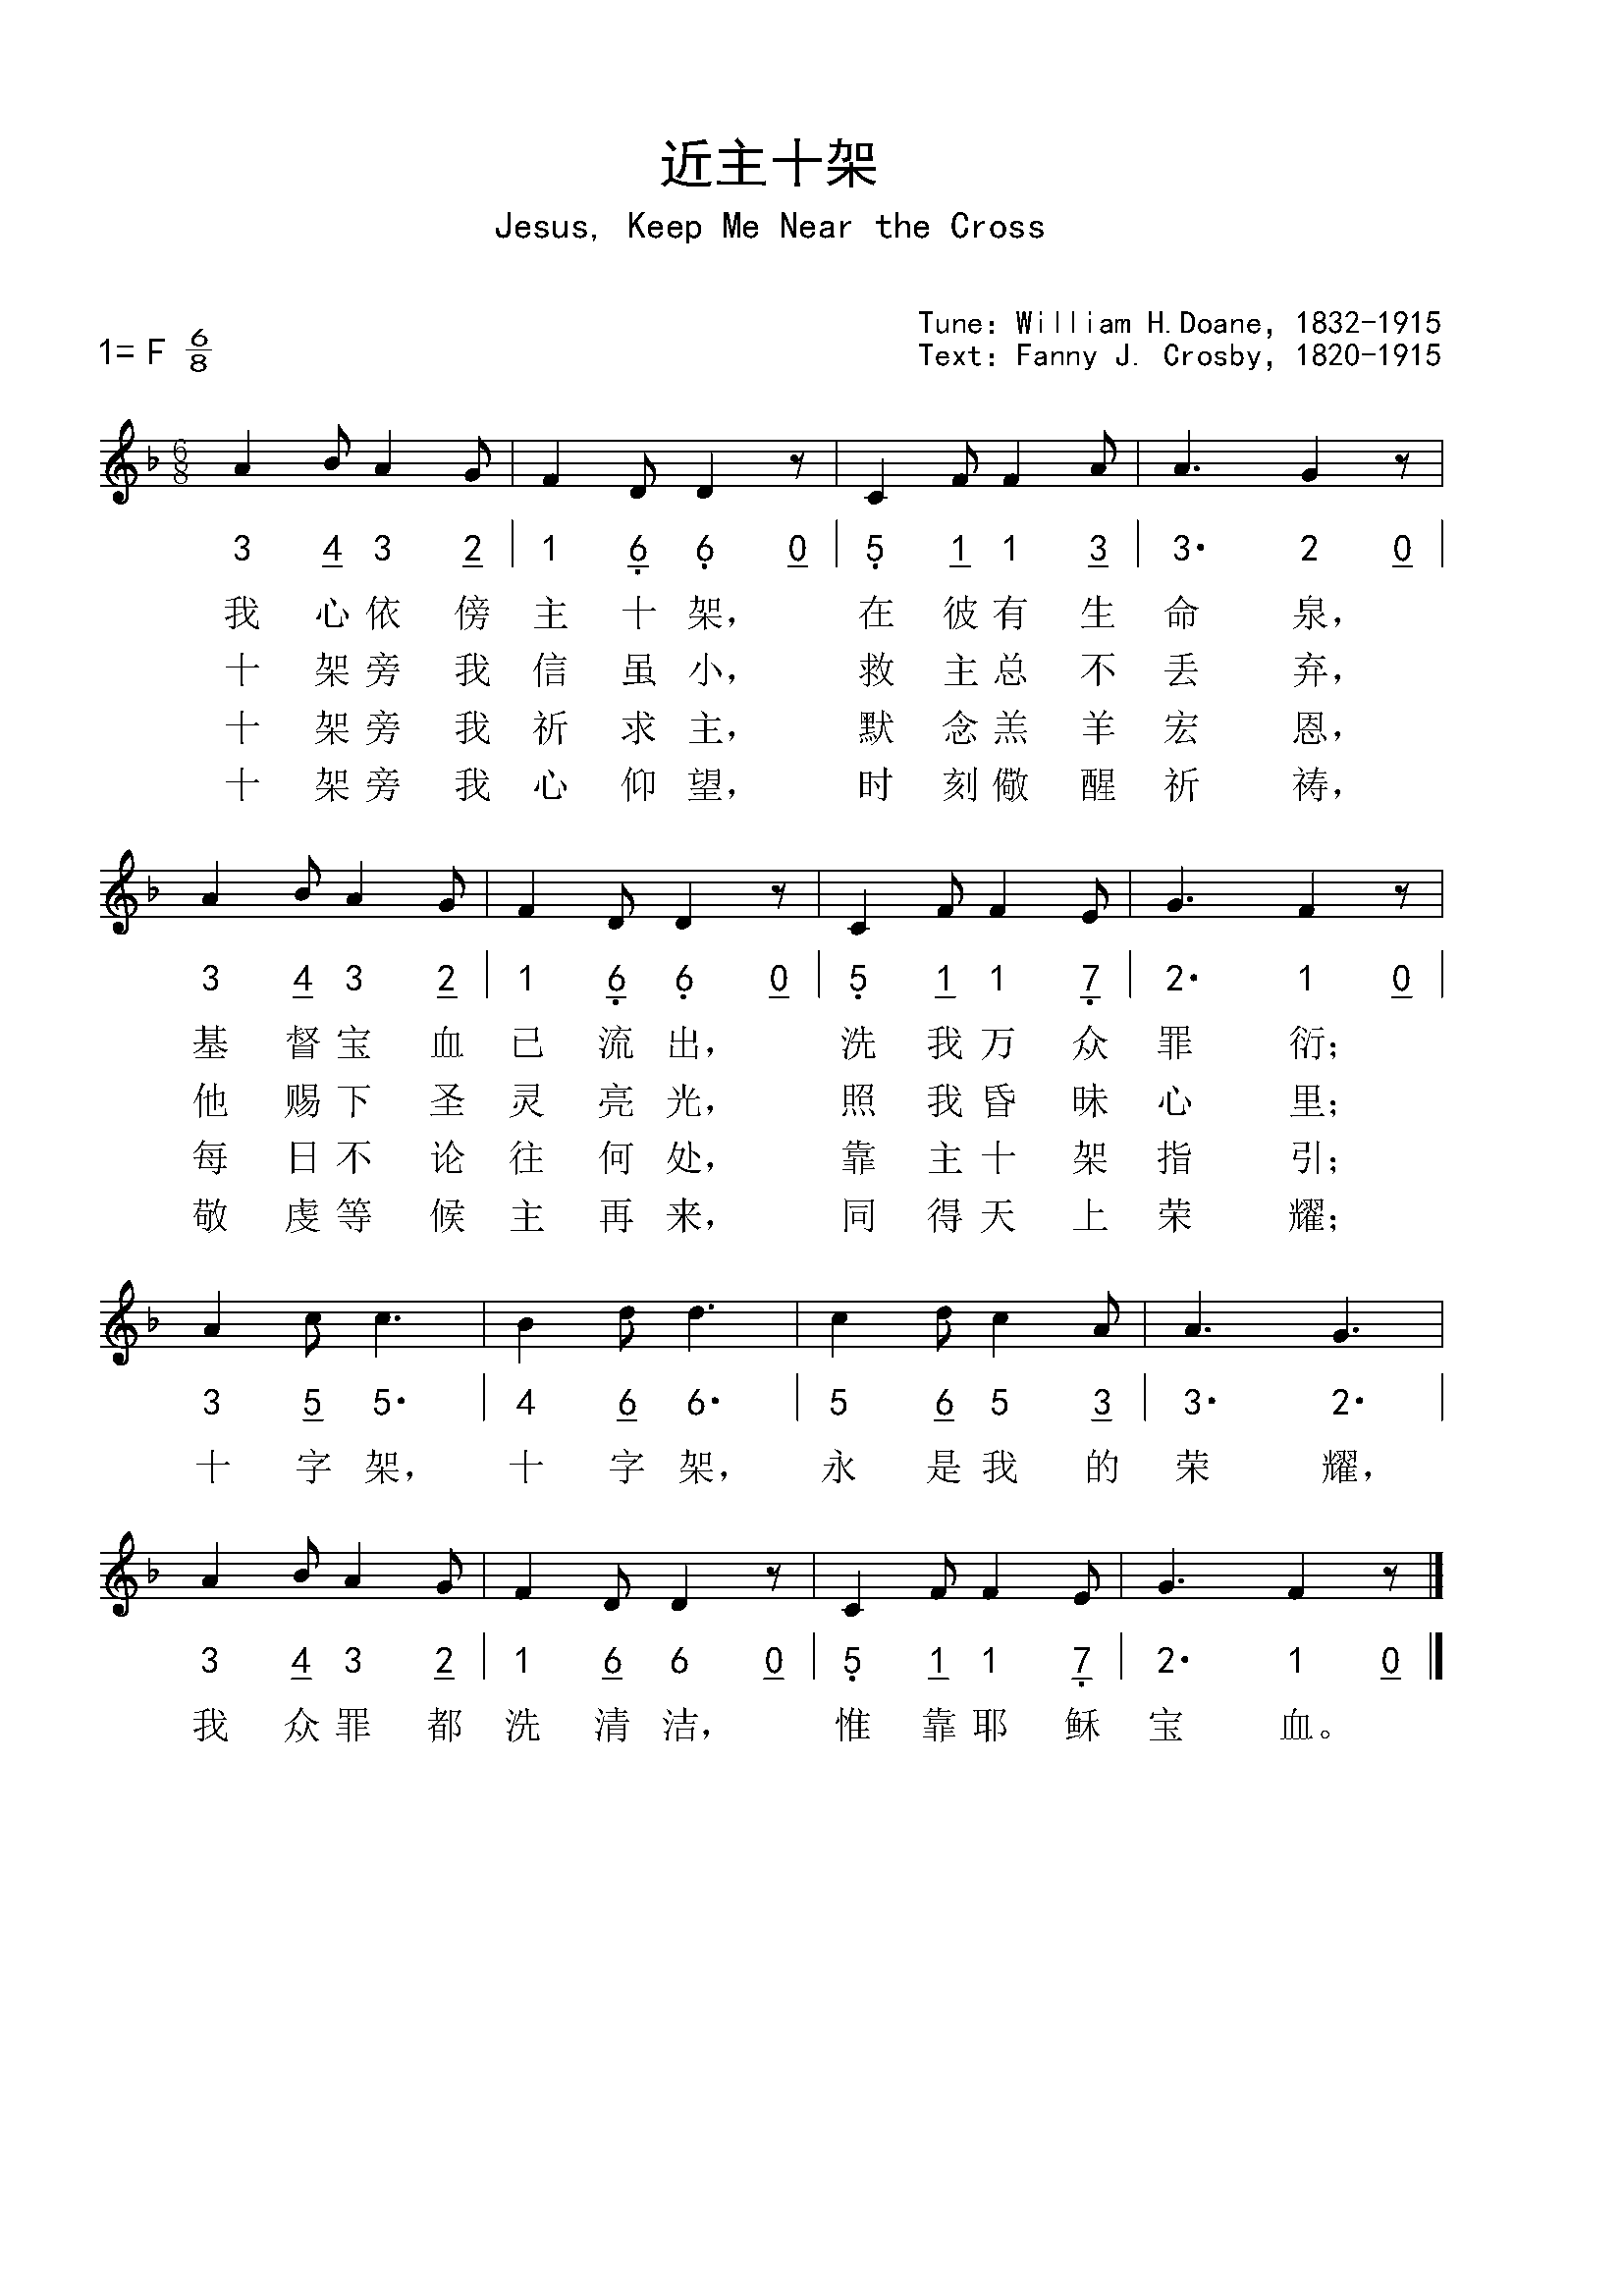 近主十架
Jesus, Keep Me Near the Cross
Tune: William H.Doane, 1832-1915
1= F 6/8
Text: Fanny J. Crosby, 1820-1915
6
8
3 4 3 2 | 1 6 6 0 | 5 1 1 3 | 3· 2 0 |
我 心 依 傍 主 十 架, 在 彼 有 生 命 泉,
十 架 旁 我 信 虽 小, 救 主 总 不 丢 弃,
十 架 旁 我 祈 求 主, 默 念 羔 羊 宏 恩,
十 架 旁 我 心 仰 望, 时 刻 儆 醒 祈 祷,
3 4 3 2 | 1 6 6 0 | 5 1 1 7 | 2· 1 0 |
基 督 宝 血 已 流 出, 洗 我 万 众 罪 衍;
他 赐 下 圣 灵 亮 光, 照 我 昏 昧 心 里;
每 日 不 论 往 何 处, 靠 主 十 架 指 引;
敬 虔 等 候 主 再 来, 同 得 天 上 荣 耀;
3 5 5· | 4 6 6· | 5 6 5 3 | 3· 2· |
十 字 架, 十 字 架, 永 是 我 的 荣 耀,
3 4 3 2 | 1 6 6 0 | 5 1 1 7 | 2· 1 0
我 众 罪 都 洗 清 洁, 惟 靠 耶 稣 宝 血。